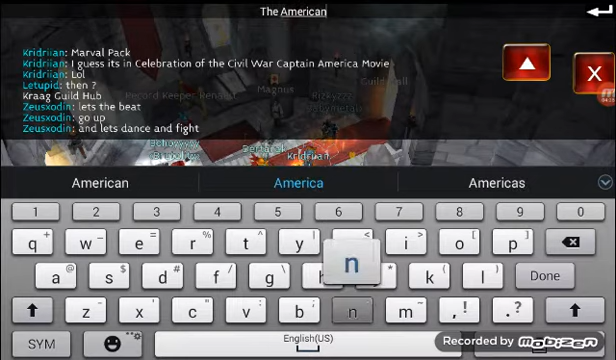 The American
Kridriian: Marval Pack
Kridriian: I guess its in Celebration of the Civil War Captain America Movie
Kridriian: Lol
Letupid: then ?
Kraag Guild Hub
Zeusxodin: lets the beat
Zeusxodin: go up
Zeusxodin: and lets dance and fight
Record Keeper
Magnus
Kridriian
X
American America Americas
1 2 3 4 5 6 7 8 9 0
q + w ~ e = r % t ^ y < i > o [ p ]
a @ s $ d # f / g \ h k ( l ) Done
z x c v b n m ~ , ! . ?
n
SYM English(US)
Recorded by mobizen